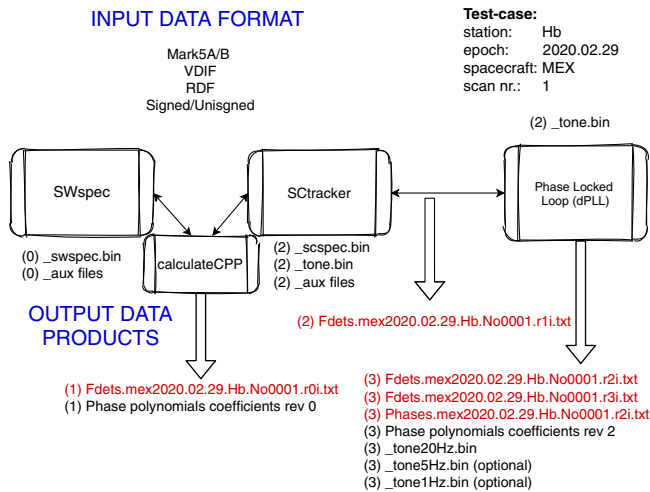 INPUT DATA FORMAT
Mark5A/B
VDIF
RDF
Signed/Unisgned
Test-case:
station: Hb
epoch: 2020.02.29
spacecraft: MEX
scan nr.: 1
(2) _tone.bin
SWspec
SCtracker
Phase Locked
Loop (dPLL)
calculateCPP
(0) _swspec.bin
(0) _aux files
(2) _scspec.bin
(2) _tone.bin
(2) _aux files
OUTPUT DATA
PRODUCTS
(2) Fdets.mex2020.02.29.Hb.No0001.r1i.txt
(1) Fdets.mex2020.02.29.Hb.No0001.r0i.txt
(1) Phase polynomials coefficients rev 0
(3) Fdets.mex2020.02.29.Hb.No0001.r2i.txt
(3) Fdets.mex2020.02.29.Hb.No0001.r3i.txt
(3) Phases.mex2020.02.29.Hb.No0001.r2i.txt
(3) Phase polynomials coefficients rev 2
(3) _tone20Hz.bin
(3) _tone5Hz.bin (optional)
(3) _tone1Hz.bin (optional)